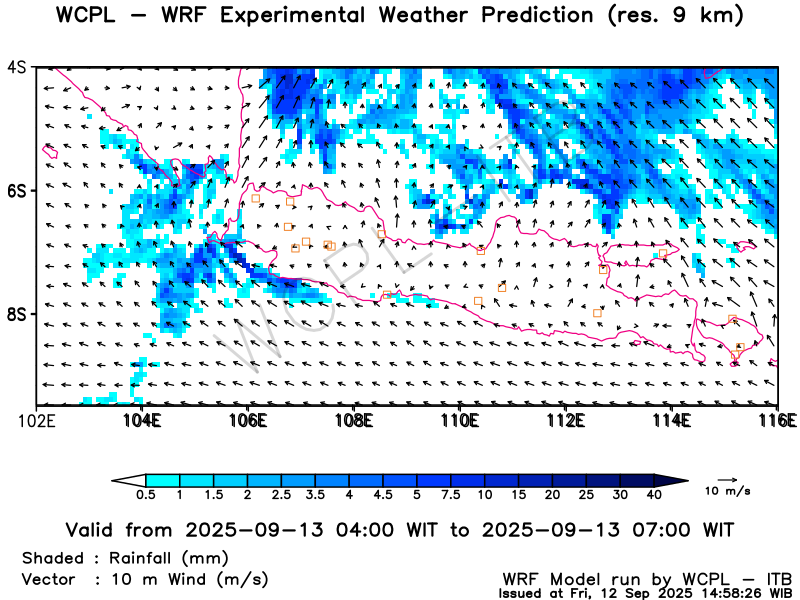 WCPL – WRF Experimental Weather Prediction (res. 9 km)
4S
6S
8S
102E 104E 106E 108E 110E 112E 114E 116E
WCPL-ITB
0.5 1 1.5 2 2.5 3.5 4 4.5 5 7.5 10 15 20 25 30 40
10 m/s
Valid from 2025-09-13 04:00 WIT to 2025-09-13 07:00 WIT
Shaded : Rainfall (mm)
Vector : 10 m Wind (m/s)
WRF Model run by WCPL – ITB
Issued at Fri, 12 Sep 2025 14:58:26 WIB